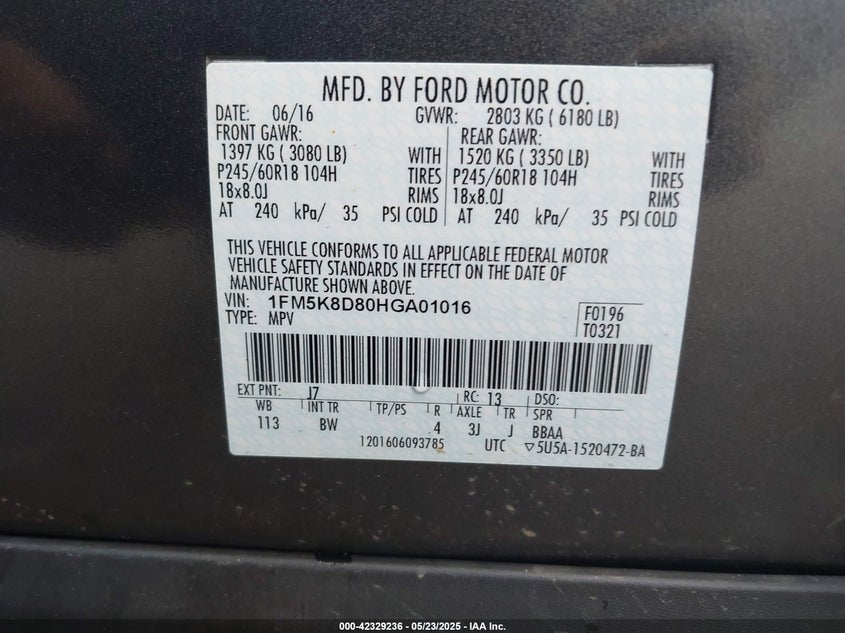 MFD. BY FORD MOTOR CO.
DATE: 06/16 GVWR: 2803 KG ( 6180 LB)
FRONT GAWR: REAR GAWR:
1397 KG ( 3080 LB) WITH 1520 KG ( 3350 LB) WITH
P245/60R18 104H TIRES P245/60R18 104H TIRES
18x8.0J RIMS 18x8.0J RIMS
AT 240 kPa/ 35 PSI COLD AT 240 kPa/ 35 PSI COLD
THIS VEHICLE CONFORMS TO ALL APPLICABLE FEDERAL MOTOR
VEHICLE SAFETY STANDARDS IN EFFECT ON THE DATE OF
MANUFACTURE SHOWN ABOVE.
VIN: 1FM5K8D80HGA01016 F0196
TYPE: MPV T0321
EXT PNT: J7 RC: 13 DSO:
WB INT TR TP/PS R AXLE TR SPR
113 BW 4 3J J BBAA
1201606093785 UTC ▽5U5A-1520472-BA
000-42329236 - 05/23/2025 - IAA Inc.